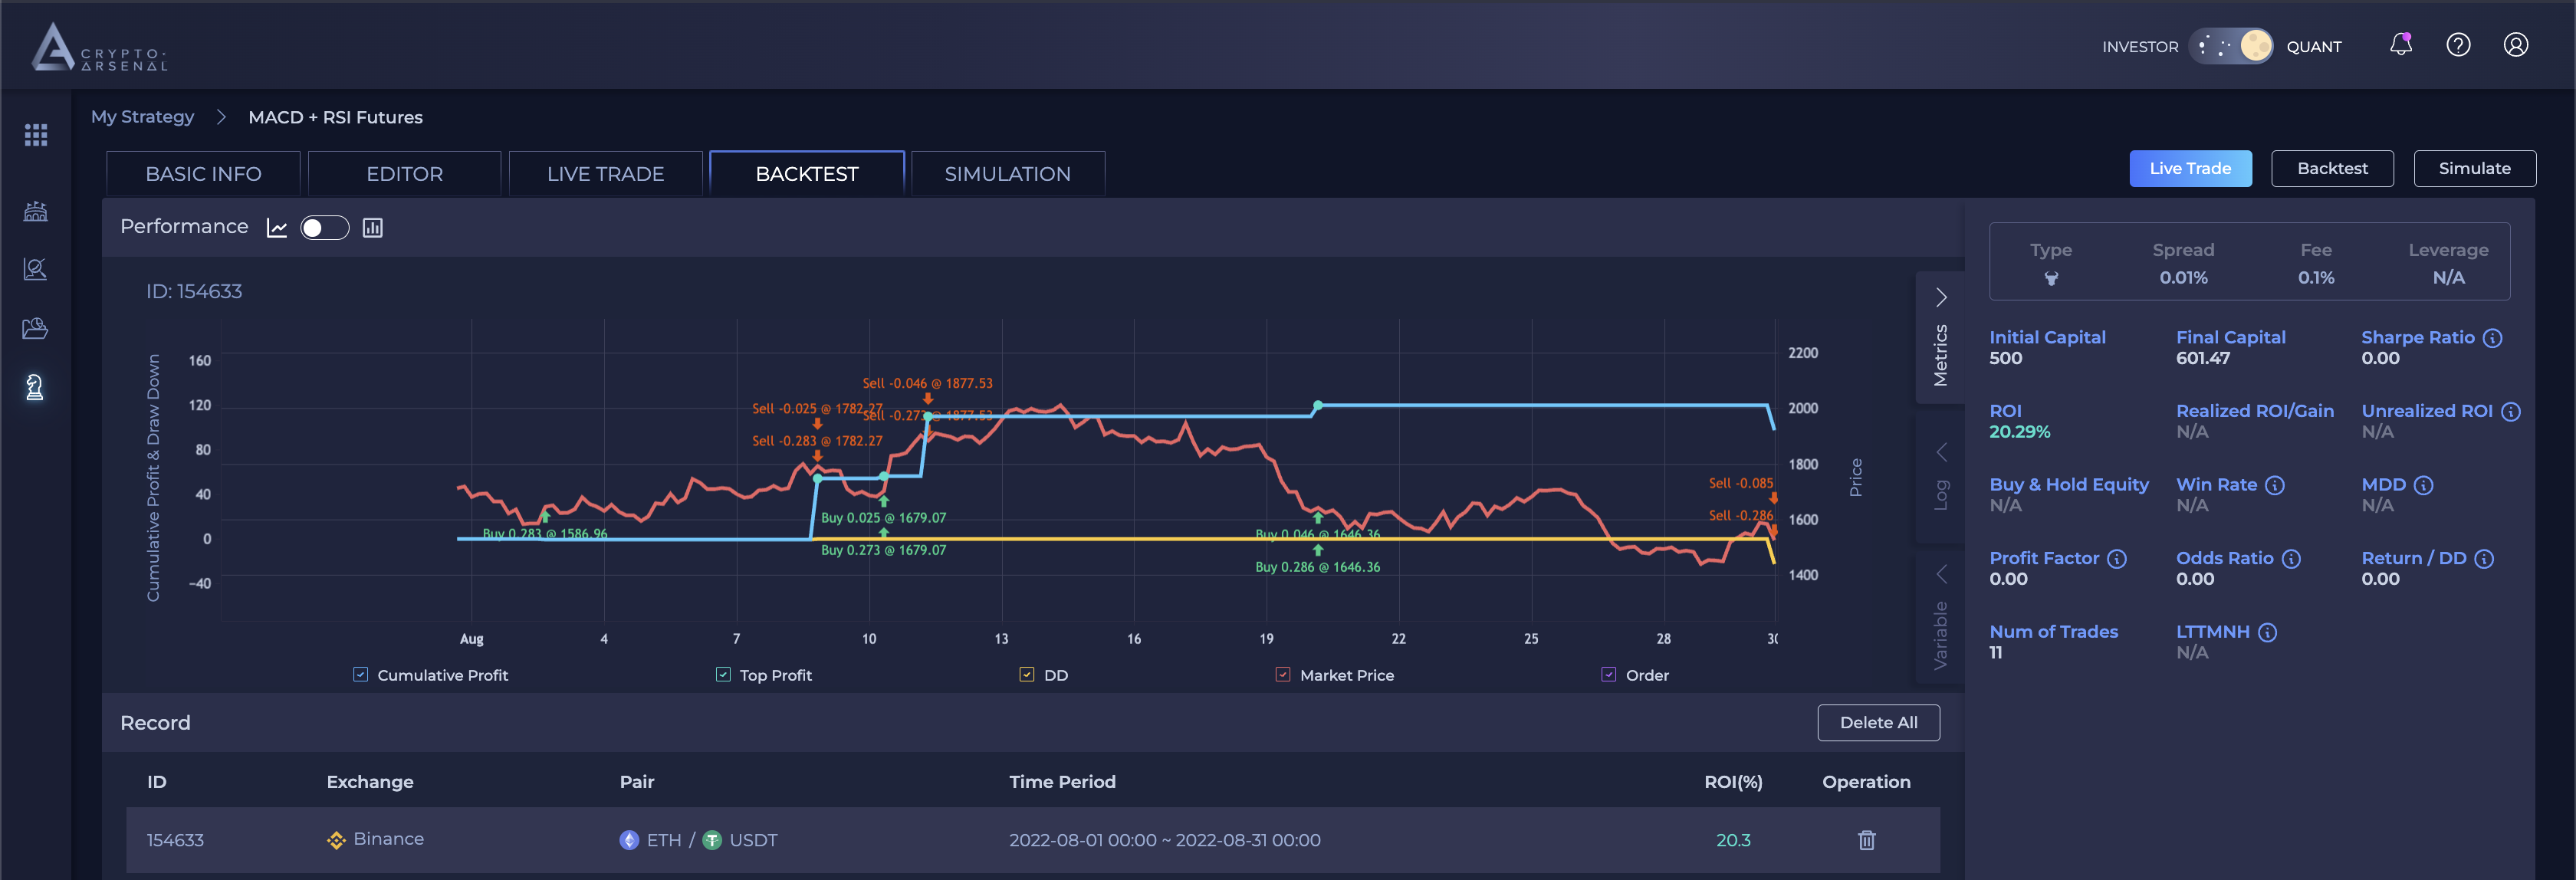 CRYPTO-
ARSENAL
INVESTOR
QUANT
My Strategy > MACD + RSI Futures
BASIC INFO
EDITOR
LIVE TRADE
BACKTEST
SIMULATION
Live Trade
Backtest
Simulate
Performance
ID: 154633
Cumulative Profit & Draw Down
160
120
80
40
0
−40
Sell -0.046 @ 1877.53
Sell -0.025 @ 1782.27
Sell -0.273 @ 1877.53
Sell -0.283 @ 1782.27
Buy 0.283 @ 1586.96
Buy 0.025 @ 1679.07
Buy 0.273 @ 1679.07
Buy 0.046 @ 1646.36
Buy 0.286 @ 1646.36
Sell -0.085
Sell -0.286
2200
2000
1800
1600
1400
Price
Aug 4 7 10 13 16 19 22 25 28 30
Cumulative Profit
Top Profit
DD
Market Price
Order
Metrics
Log
Variable
Type Spread Fee Leverage
0.01% 0.1% N/A
Initial Capital Final Capital Sharpe Ratio
500 601.47 0.00
ROI Realized ROI/Gain Unrealized ROI
20.29% N/A N/A
Buy & Hold Equity Win Rate MDD
N/A N/A N/A
Profit Factor Odds Ratio Return / DD
0.00 0.00 0.00
Num of Trades LTTMNH
11 N/A
Record
Delete All
ID Exchange Pair Time Period ROI(%) Operation
154633 Binance ETH / USDT 2022-08-01 00:00 ~ 2022-08-31 00:00 20.3